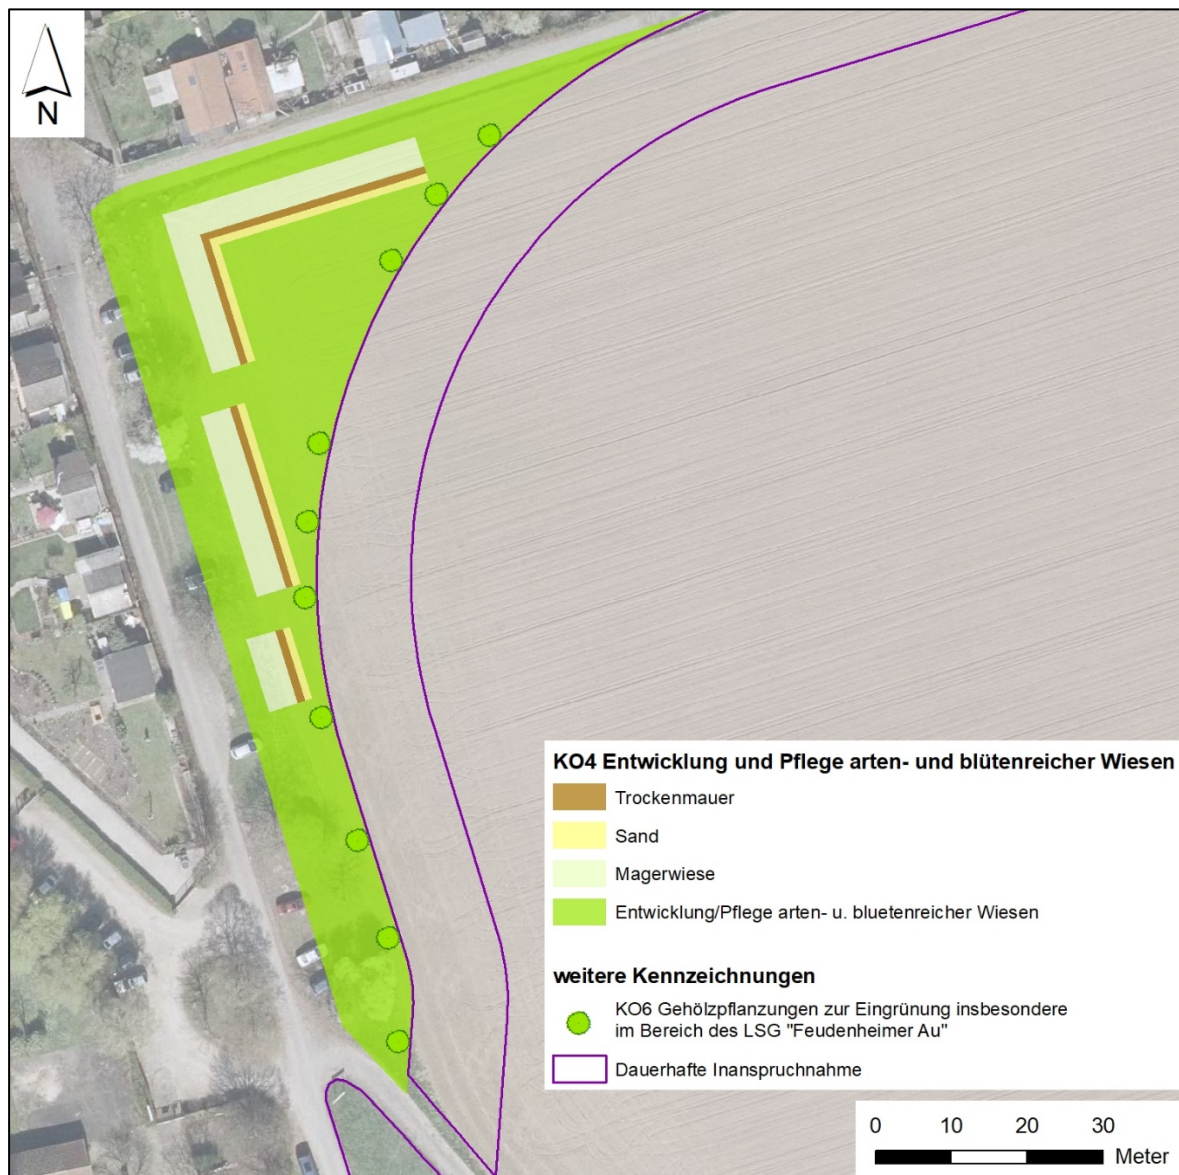 N
KO4 Entwicklung und Pflege arten- und blütenreicher Wiesen
Trockenmauer
Sand
Magerwiese
Entwicklung/Pflege arten- u. bluetenreicher Wiesen
weitere Kennzeichnungen
KO6 Gehölzpflanzungen zur Eingrünung insbesondere
im Bereich des LSG "Feudenheimer Au"
Dauerhafte Inanspruchnahme
0 10 20 30
Meter